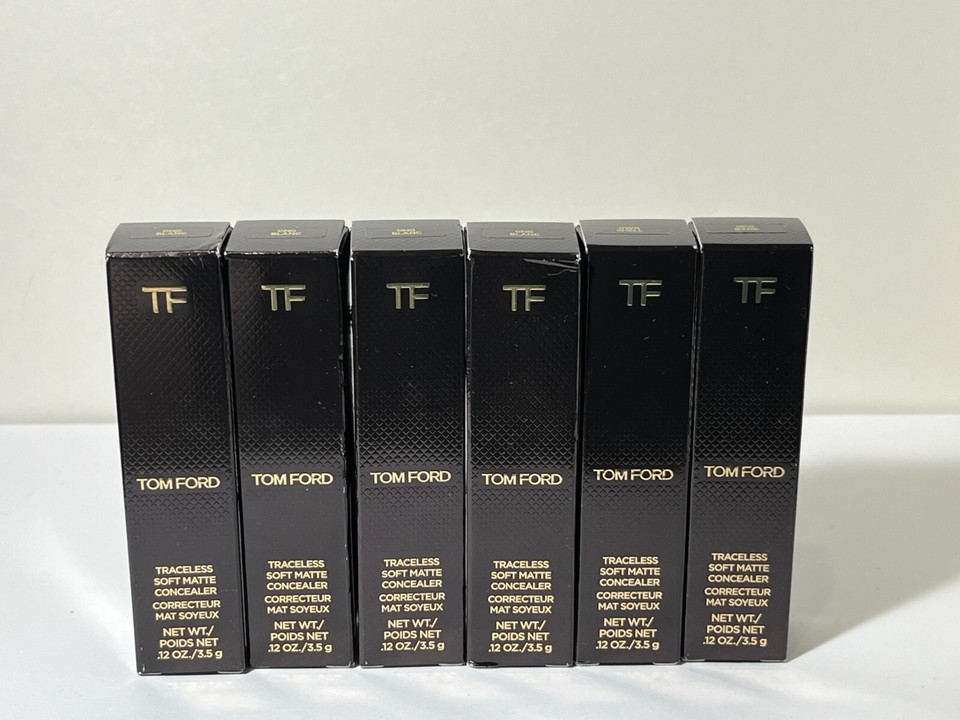 BLANC
TF
TOM FORD
TRACELESS
SOFT MATTE
CONCEALER
CORRECTEUR
MAT SOYEUX
NET WT./
POIDS NET
.12 OZ./3.5 g
BLANC
TF
TOM FORD
TRACELESS
SOFT MATTE
CONCEALER
CORRECTEUR
MAT SOYEUX
NET WT./
POIDS NET
.12 OZ./3.5 g
BLANC
TF
TOM FORD
TRACELESS
SOFT MATTE
CONCEALER
CORRECTEUR
MAT SOYEUX
NET WT./
POIDS NET
.12 OZ./3.5 g
BLANC
TF
TOM FORD
TRACELESS
SOFT MATTE
CONCEALER
CORRECTEUR
MAT SOYEUX
NET WT./
POIDS NET
.12 OZ./3.5 g
TF
TOM FORD
TRACELESS
SOFT MATTE
CONCEALER
CORRECTEUR
MAT SOYEUX
NET WT./
POIDS NET
.12 OZ./3.5 g
TF
TOM FORD
TRACELESS
SOFT MATTE
CONCEALER
CORRECTEUR
MAT SOYEUX
NET WT./
POIDS NET
.12 OZ./3.5 g